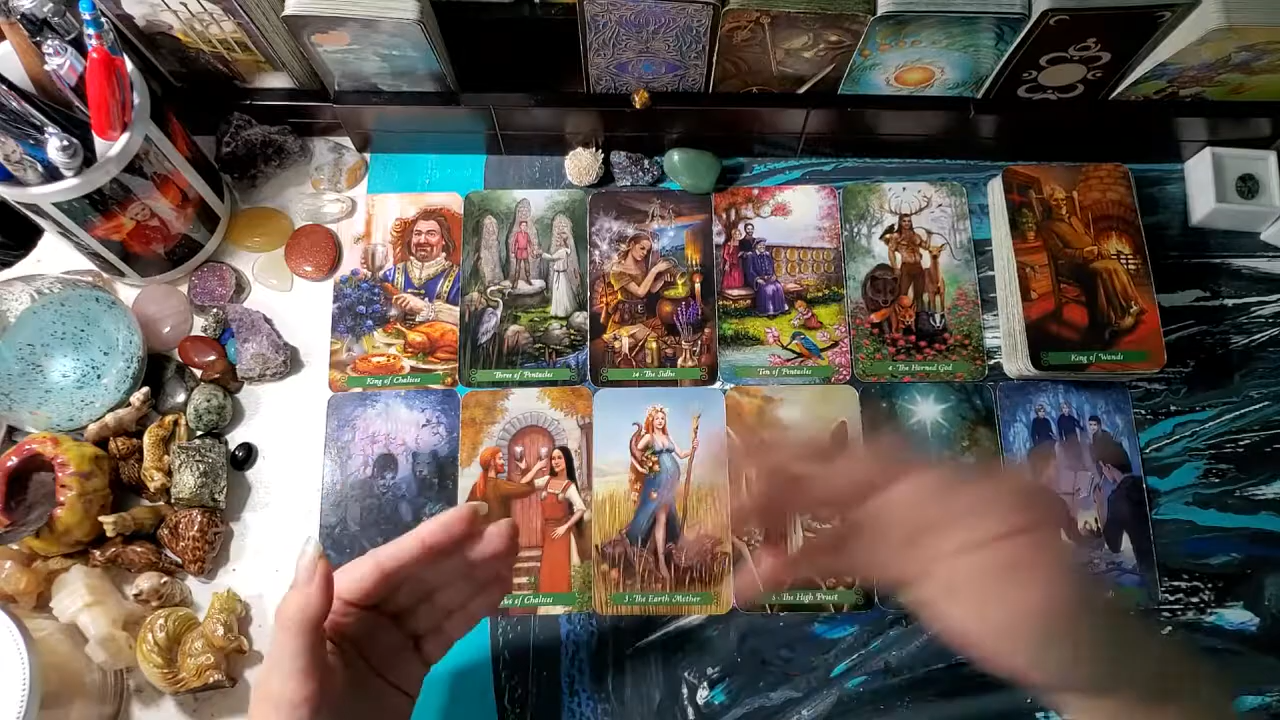 King of Chalices
Three of Pentacles
14 - The Sidhe
Ten of Pentacles
4 - The Horned God
King of Wands
of Chalices
3 - The Earth Mother
5 - The High Priest